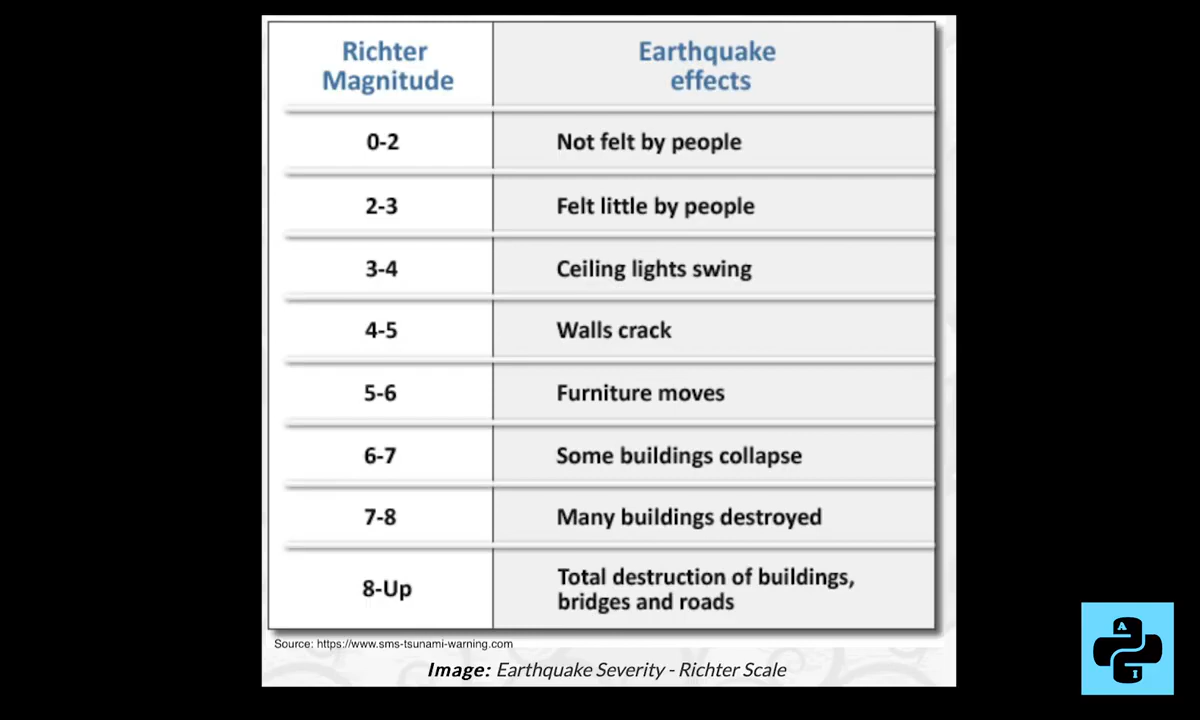 Richter
Magnitude
Earthquake
effects
0-2
Not felt by people
2-3
Felt little by people
3-4
Ceiling lights swing
4-5
Walls crack
5-6
Furniture moves
6-7
Some buildings collapse
7-8
Many buildings destroyed
8-Up
Total destruction of buildings,
bridges and roads
Source: https://www.sms-tsunami-warning.com
Image: Earthquake Severity - Richter Scale
A
I